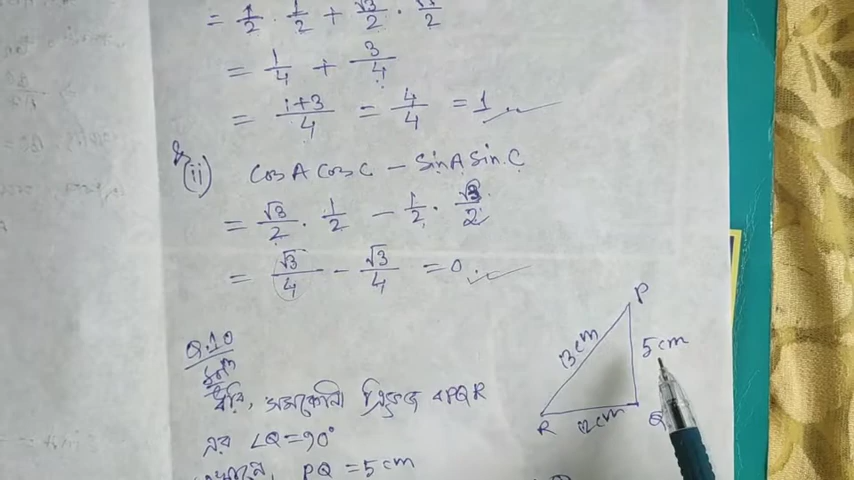 = 1/2 · 1/2 + √3/2 · √3/2
= 1/4 + 3/4
= 1+3/4 = 4/4 = 1
(ii) Cos A Cos C - Sin A Sin C
= √3/2 · 1/2 - 1/2 · √3/2
= √3/4 - √3/4 = 0
P
13 cm
5 cm
R
12 cm
Q
Q.10
ধৰি, সমকোণী ত্ৰিভুজ PQR
এর ∠Q = 90°
PQ = 5 cm